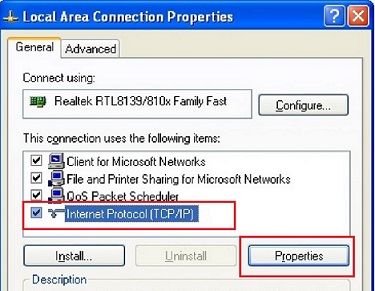 Local Area Connection Properties
General Advanced
Connect using:
Realtek RTL8139/810x Family Fast Configure...
This connection uses the following items:
Client for Microsoft Networks
File and Printer Sharing for Microsoft Networks
QoS Packet Scheduler
Internet Protocol (TCP/IP)
Install... Uninstall Properties
Description